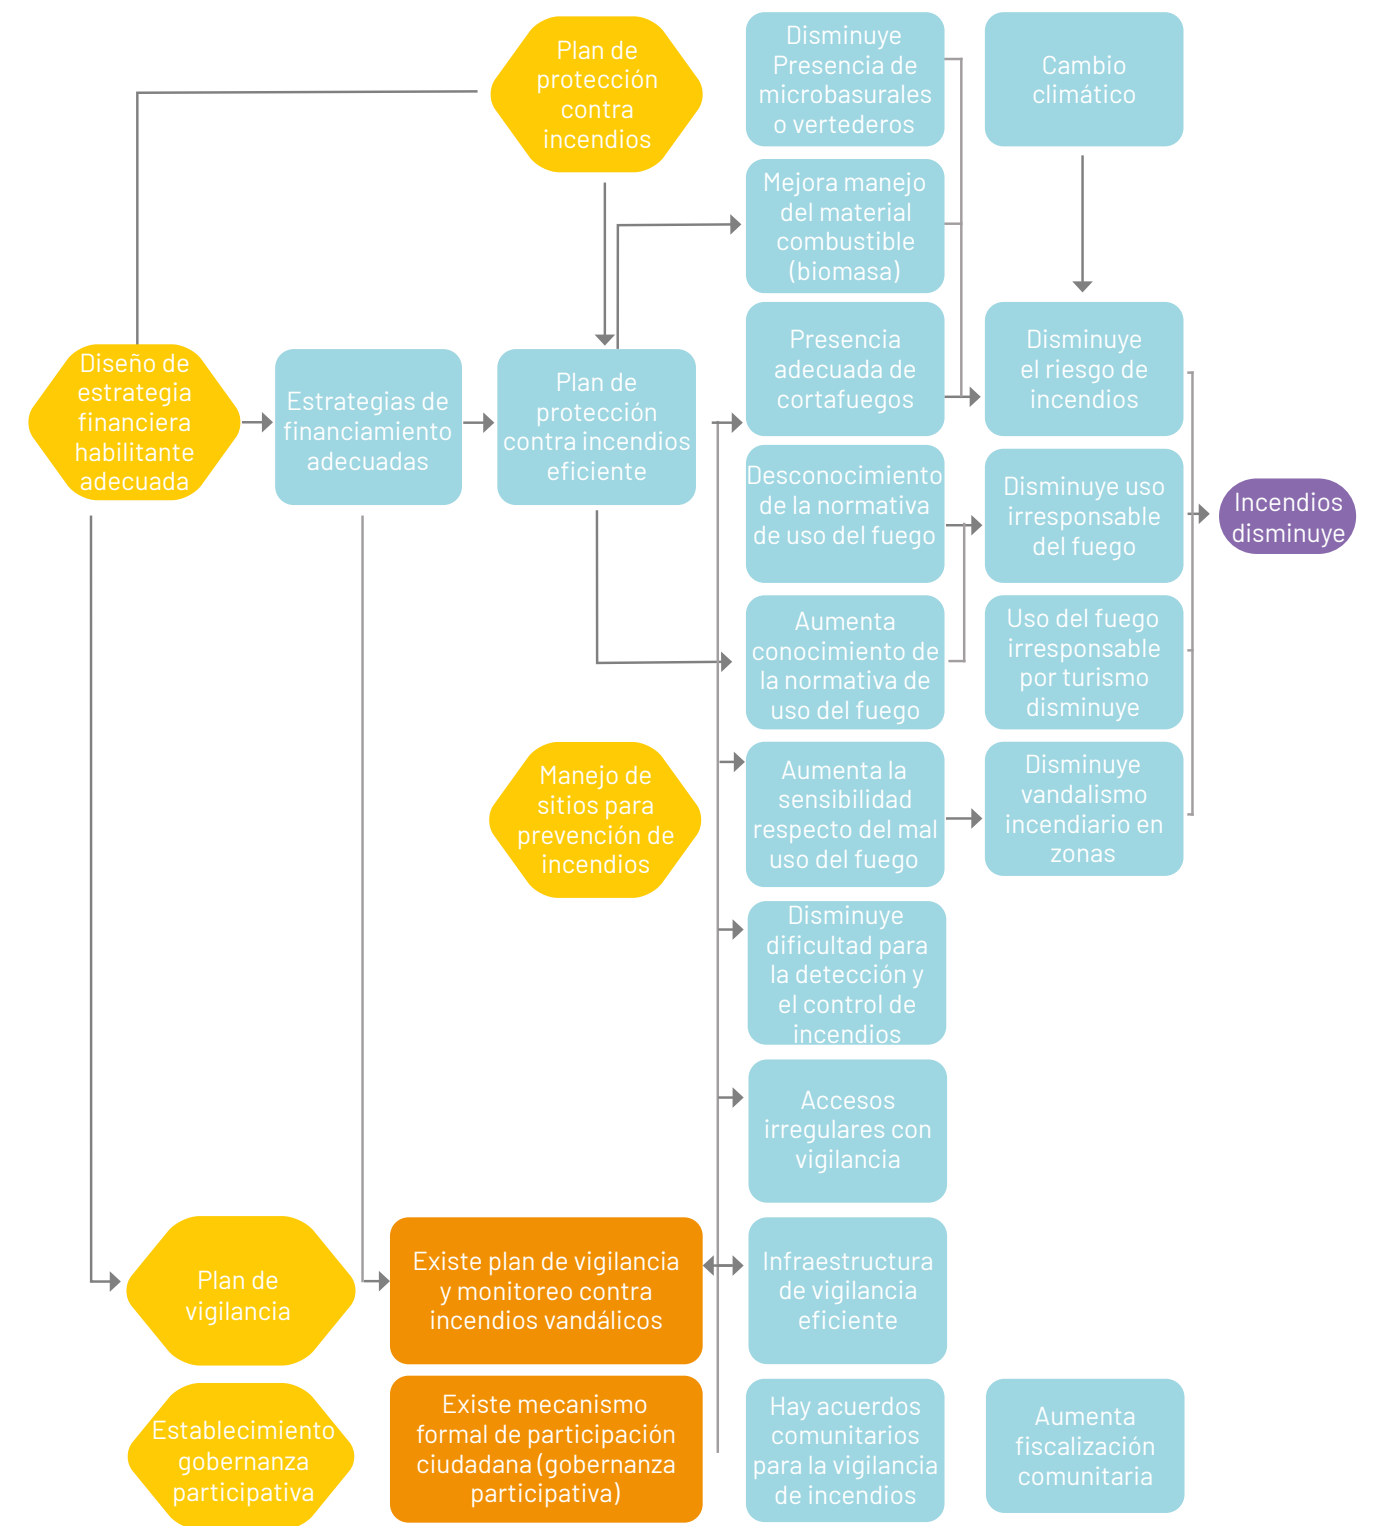 Plan de
protección
contra
incendios
Disminuye
Presencia de
microbasurales
o vertederos
Cambio
climático
Mejora manejo
del material
combustible
(biomasa)
Diseño de
estrategia
financiera
habilitante
adecuada
Estrategias de
financiamiento
adecuadas
Plan de
protección
contra incendios
eficiente
Presencia
adecuada de
cortafuegos
Disminuye
el riesgo de
incendios
Desconocimiento
de la normativa
de uso del fuego
Disminuye uso
irresponsable
del fuego
Incendios
disminuye
Aumenta
conocimiento de
la normativa de
uso del fuego
Uso del fuego
irresponsable
por turismo
disminuye
Manejo de
sitios para
prevención de
incendios
Aumenta la
sensibilidad
respecto del mal
uso del fuego
Disminuye
vandalismo
incendiario en
zonas
Disminuye
dificultad para
la detección y
el control de
incendios
Accesos
irregulares con
vigilancia
Plan de
vigilancia
Existe plan de vigilancia
y monitoreo contra
incendios vandálicos
Infraestructura
de vigilancia
eficiente
Establecimiento
gobernanza
participativa
Existe mecanismo
formal de participación
ciudadana (gobernanza
participativa)
Hay acuerdos
comunitarios
para la vigilancia
de incendios
Aumenta
fiscalización
comunitaria